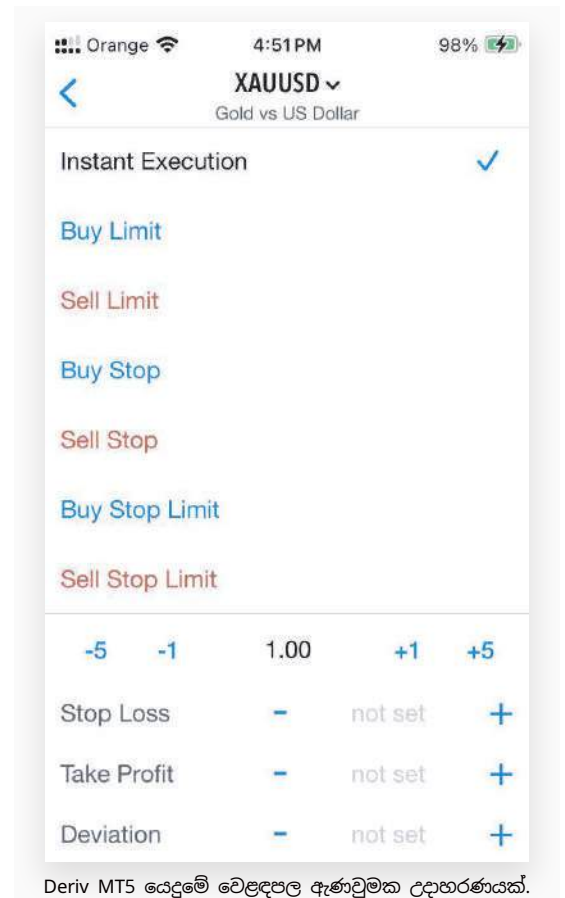 Orange 4:51 PM 98%
XAUUSD
Gold vs US Dollar
Instant Execution
Buy Limit
Sell Limit
Buy Stop
Sell Stop
Buy Stop Limit
Sell Stop Limit
-5 -1 1.00 +1 +5
Stop Loss - not set +
Take Profit - not set +
Deviation - not set +
Deriv MT5 යෙදුමේ වෙළඳපල ඇණවුමක උදාහරණයක්.